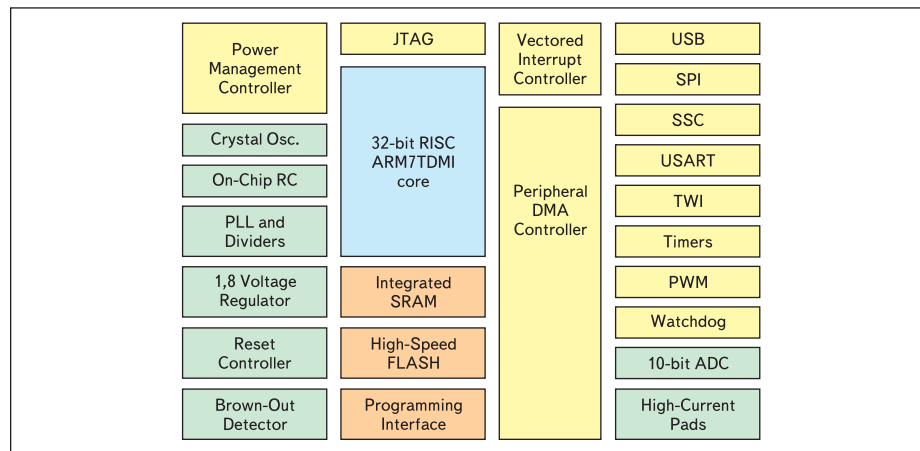 Power
Management
Controller
Crystal Osc.
On-Chip RC
PLL and
Dividers
1,8 Voltage
Regulator
Reset
Controller
Brown-Out
Detector
JTAG
32-bit RISC
ARM7TDMI
core
Integrated
SRAM
High-Speed
FLASH
Programming
Interface
Vectored
Interrupt
Controller
Peripheral
DMA
Controller
USB
SPI
SSC
USART
TWI
Timers
PWM
Watchdog
10-bit ADC
High-Current
Pads